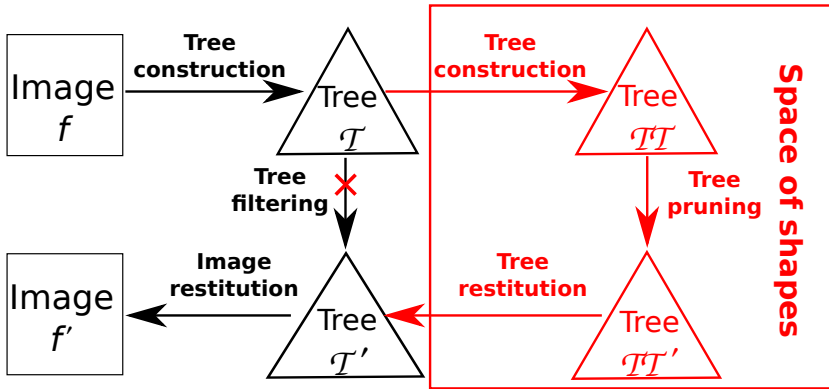 Image
f
Tree
construction
Tree
𝒯
Tree
construction
Tree
𝒯𝒯
Space of shapes
Tree
filtering
Tree
pruning
Image
f'
Image
restitution
Tree
𝒯'
Tree
restitution
Tree
𝒯𝒯'